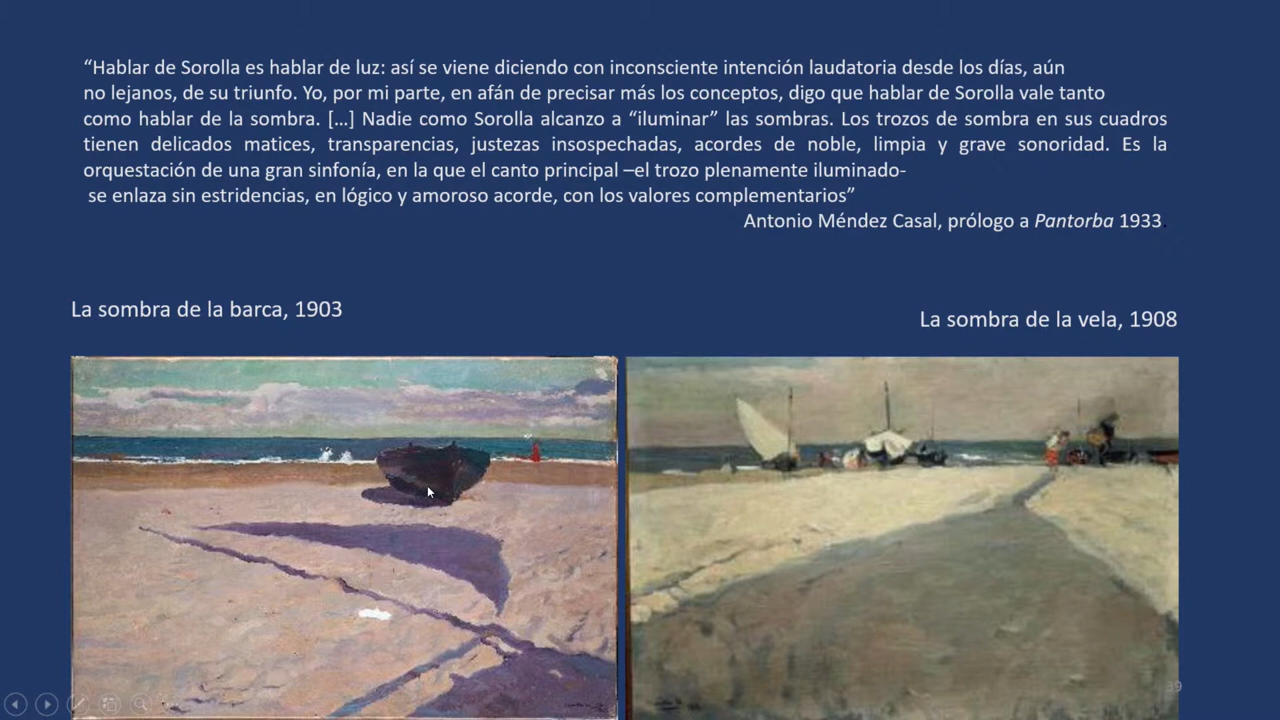 “Hablar de Sorolla es hablar de luz: así se viene diciendo con inconsciente intención laudatoria desde los días, aún
no lejanos, de su triunfo. Yo, por mi parte, en afán de precisar más los conceptos, digo que hablar de Sorolla vale tanto
como hablar de la sombra. […] Nadie como Sorolla alcanzo a “iluminar” las sombras. Los trozos de sombra en sus cuadros
tienen delicados matices, transparencias, justezas insospechadas, acordes de noble, limpia y grave sonoridad. Es la
orquestación de una gran sinfonía, en la que el canto principal –el trozo plenamente iluminado-
se enlaza sin estridencias, en lógico y amoroso acorde, con los valores complementarios”
Antonio Méndez Casal, prólogo a Pantorba 1933.
La sombra de la barca, 1903
La sombra de la vela, 1908
39